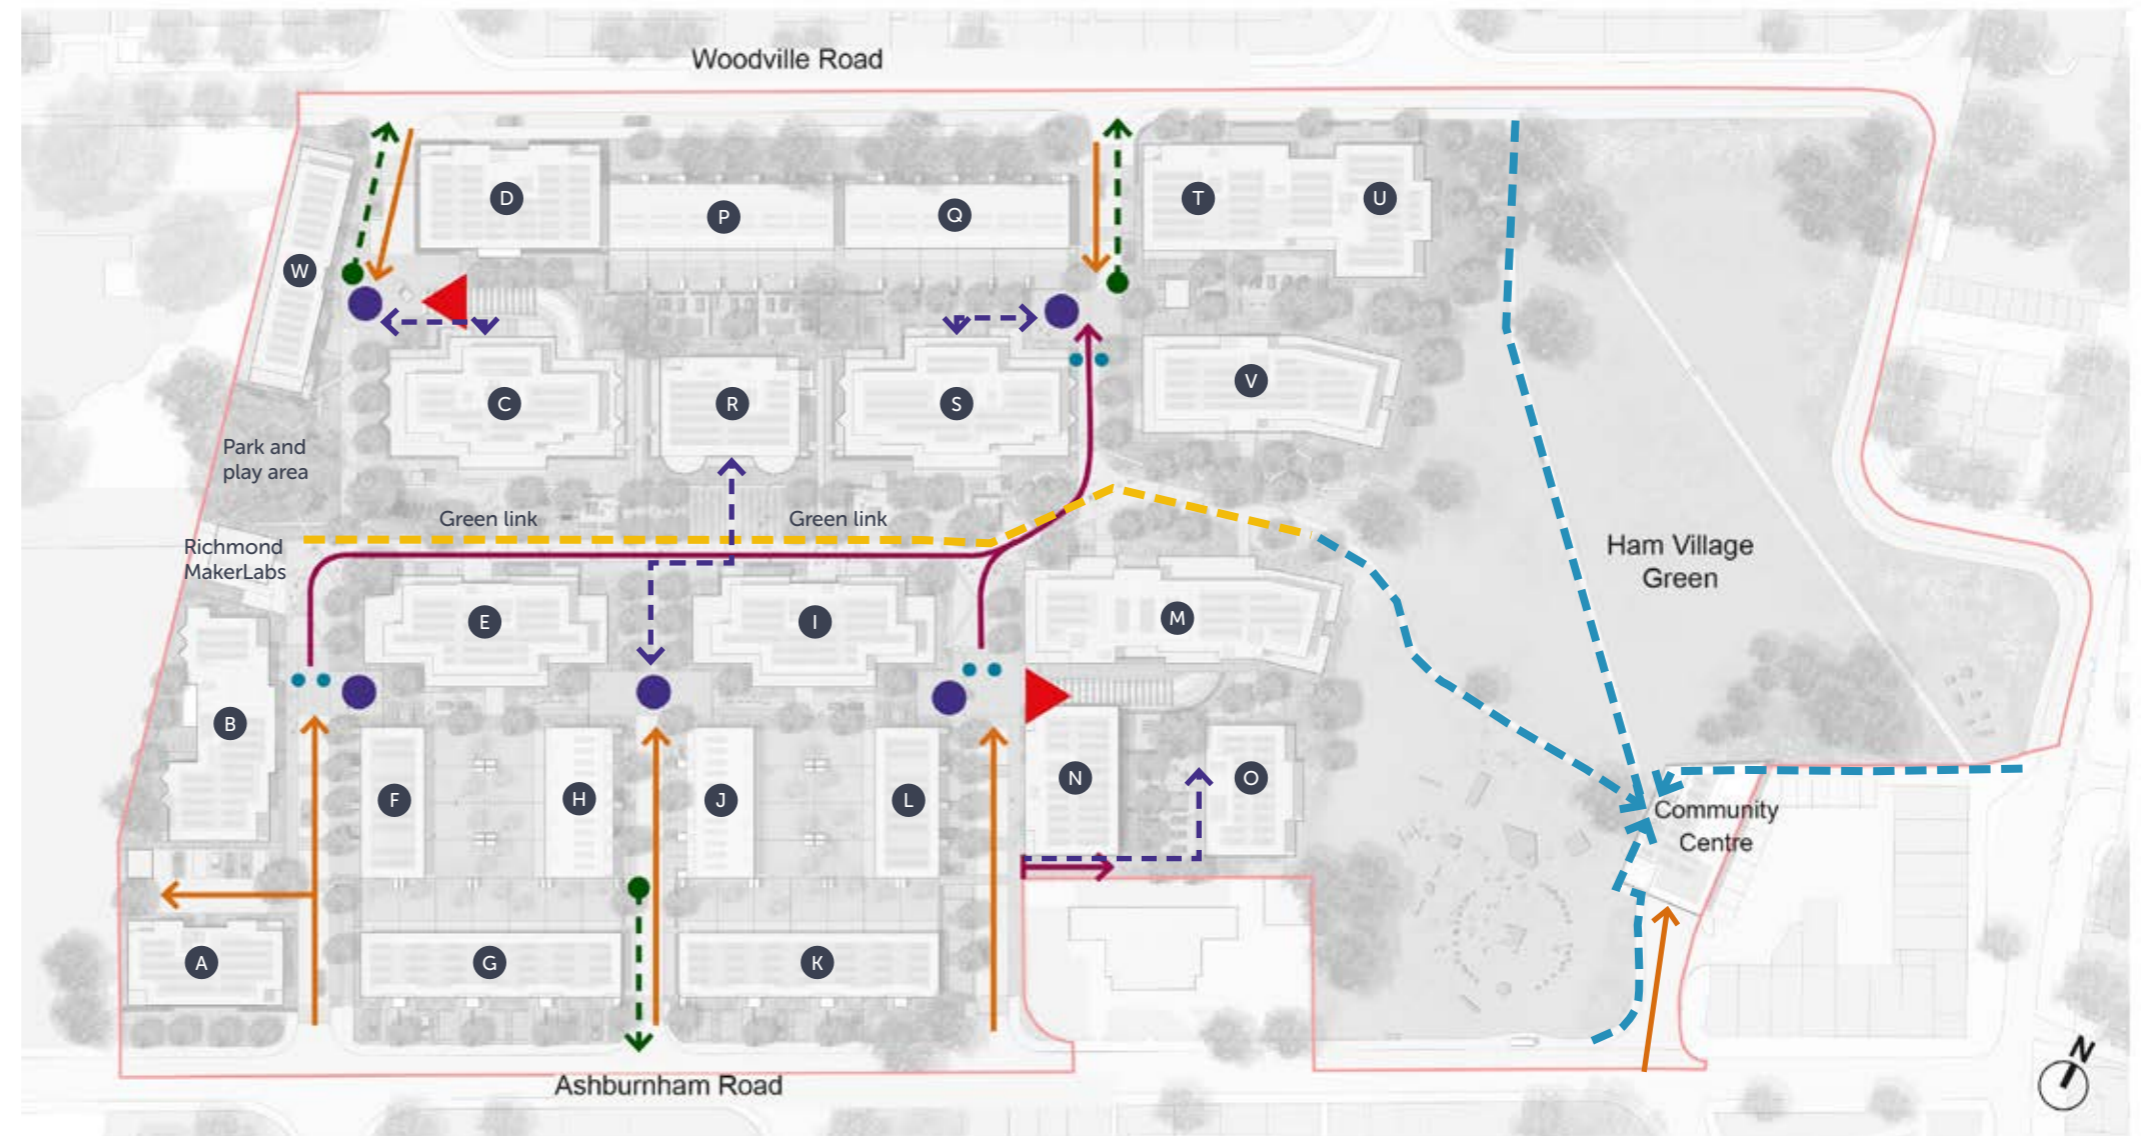 Woodville Road
D
P
Q
T
U
W
C
R
S
V
Park and
play area
Green link
Green link
Richmond
MakerLabs
Ham Village
Green
E
I
M
B
F
H
J
L
N
O
Community
Centre
A
G
K
Ashburnham Road
N